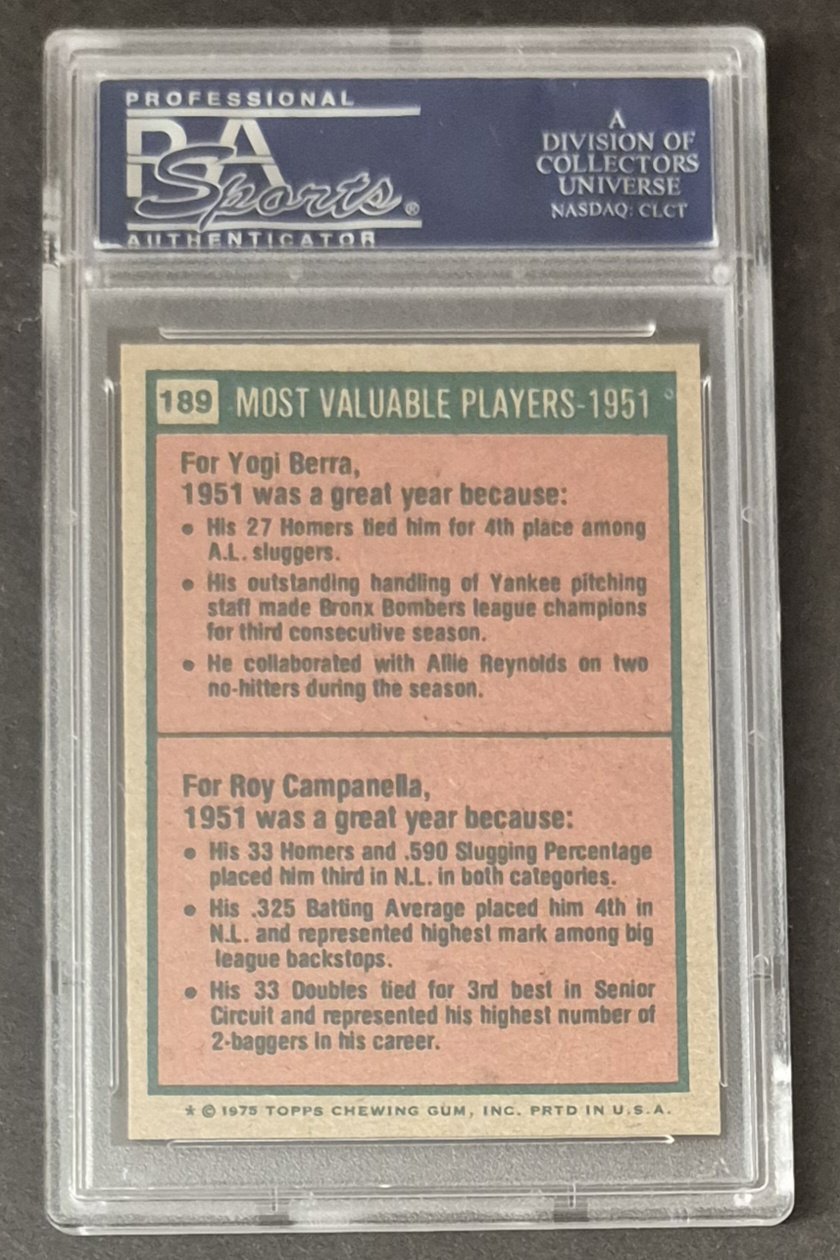 PROFESSIONAL
PSA
Sports®
AUTHENTICATOR
A
DIVISION OF
COLLECTORS
UNIVERSE
NASDAQ: CLCT
189 MOST VALUABLE PLAYERS-1951
For Yogi Berra,
1951 was a great year because:
• His 27 Homers tied him for 4th place among
A.L. sluggers.
• His outstanding handling of Yankee pitching
staff made Bronx Bombers league champions
for third consecutive season.
• He collaborated with Allie Reynolds on two
no-hitters during the season.
For Roy Campanella,
1951 was a great year because:
• His 33 Homers and .590 Slugging Percentage
placed him third in N.L. in both categories.
• His .325 Batting Average placed him 4th in
N.L. and represented highest mark among big
league backstops.
• His 33 Doubles tied for 3rd best in Senior
Circuit and represented his highest number of
2-baggers in his career.
* © 1975 TOPPS CHEWING GUM, INC. PRTD IN U.S.A.